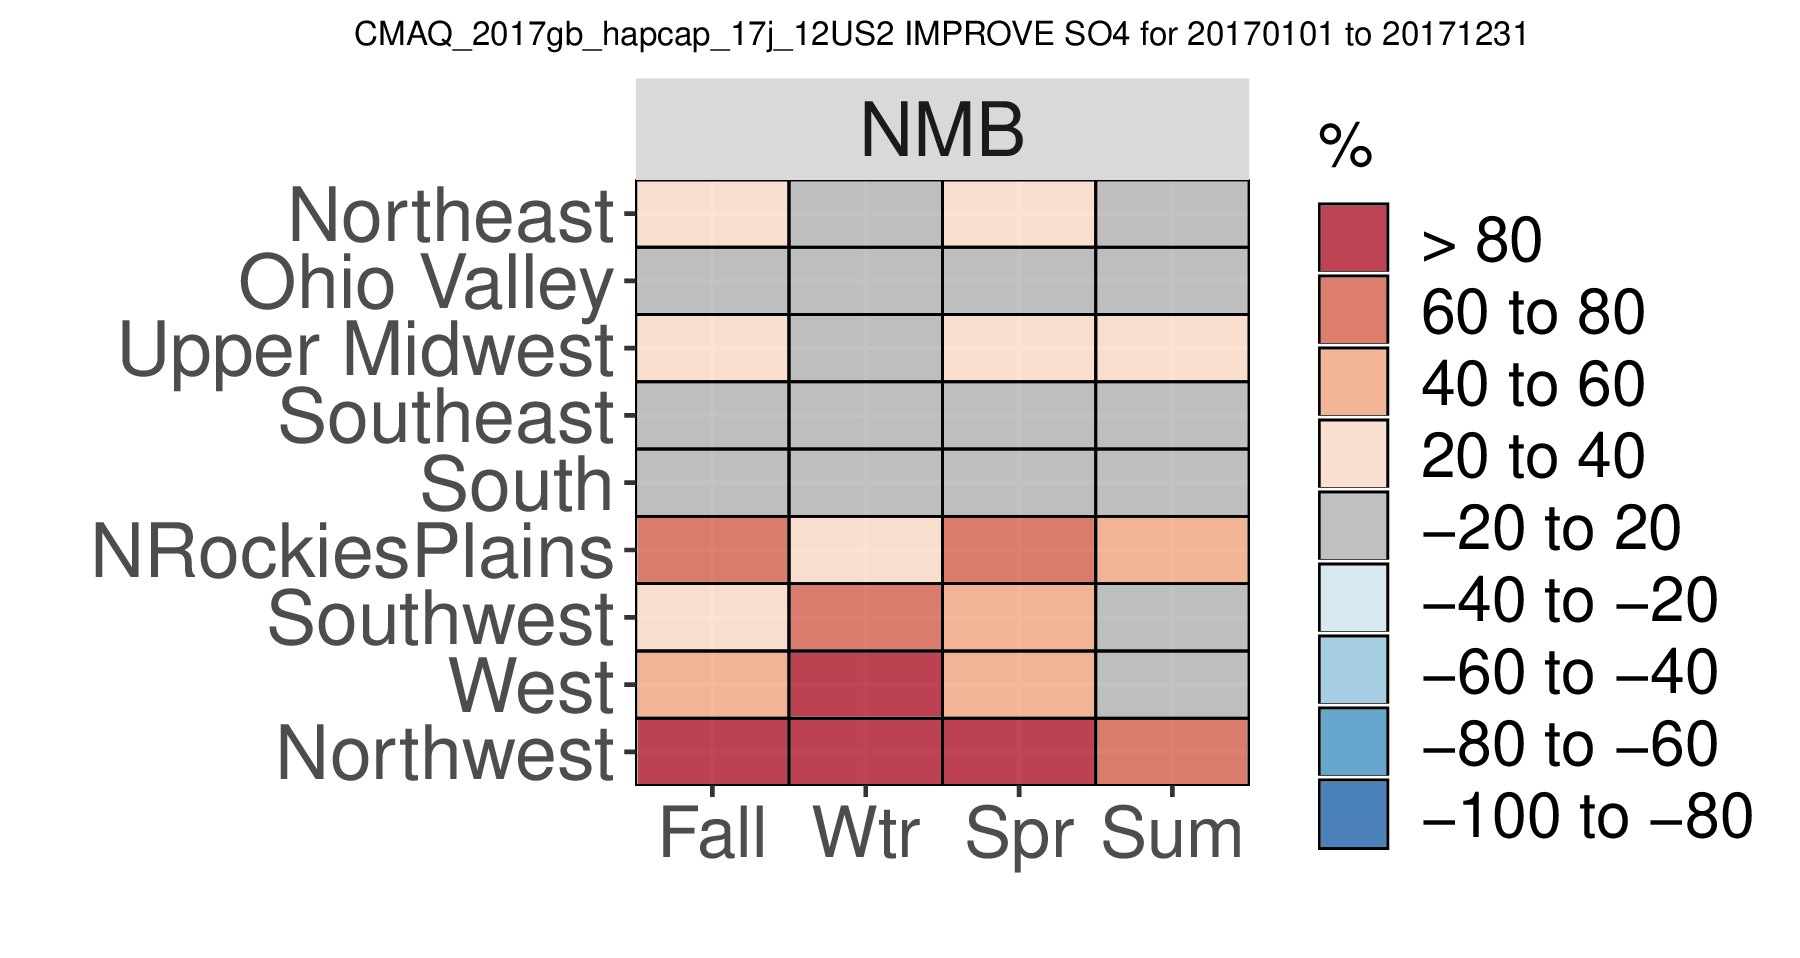 CMAQ_2017gb_hapcap_17j_12US2 IMPROVE SO4 for 20170101 to 20171231
NMB
Northeast
Ohio Valley
Upper Midwest
Southeast
South
NRockiesPlains
Southwest
West
Northwest
Fall Wtr Spr Sum
%
> 80
60 to 80
40 to 60
20 to 40
−20 to 20
−40 to −20
−60 to −40
−80 to −60
−100 to −80